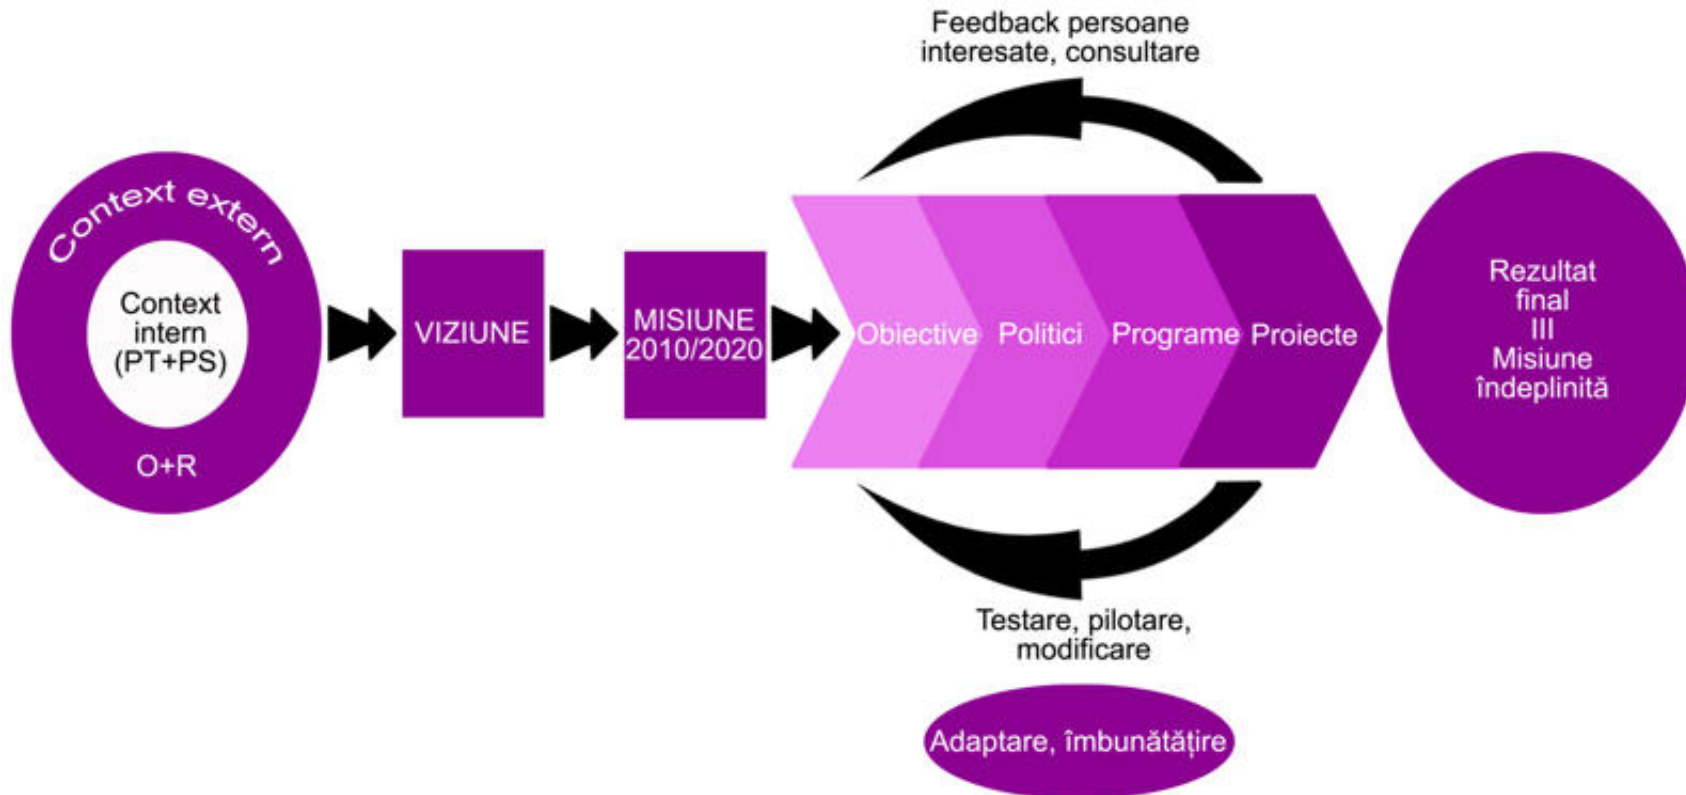 Feedback persoane
interesate, consultare
Context extern
Context
intern
(PT+PS)
O+R
VIZIUNE
MISIUNE
2010/2020
Obiective
Politici
Programe
Proiecte
Rezultat
final
III
Misiune
îndeplinită
Testare, pilotare,
modificare
Adaptare, îmbunătățire